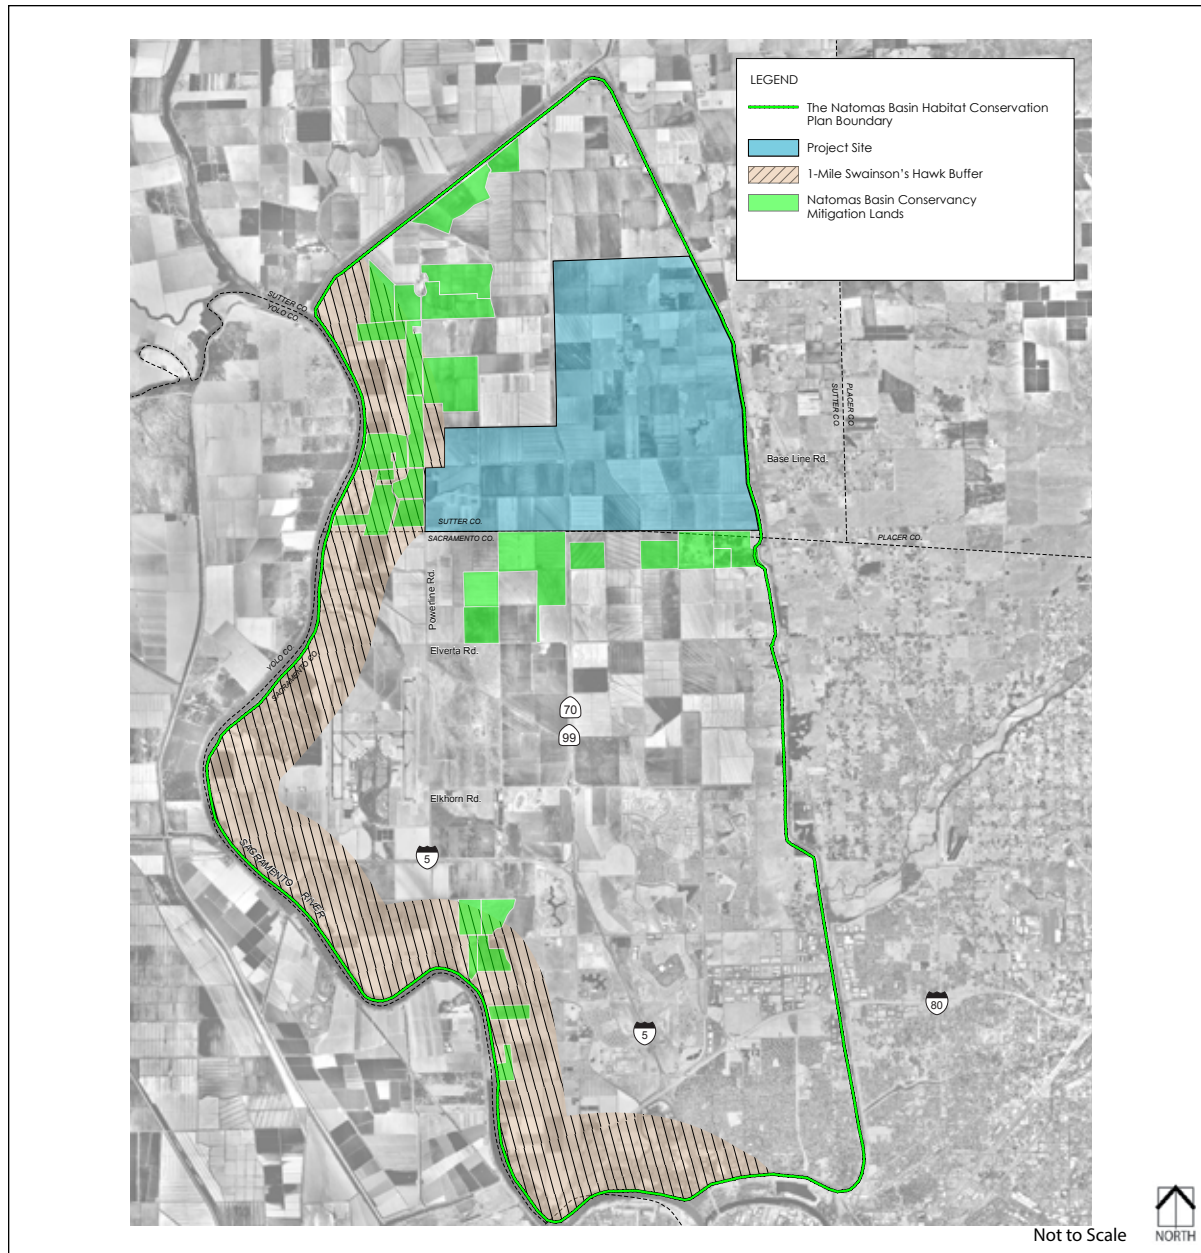 LEGEND
The Natomas Basin Habitat Conservation
Plan Boundary
Project Site
1-Mile Swainson's Hawk Buffer
Natomas Basin Conservancy
Mitigation Lands
SUTTER CO.
YOLO CO.
PLACER CO.
SUTTER CO.
Base Line Rd.
SUTTER CO.
SACRAMENTO CO.
PLACER CO.
Powerline Rd.
Elverta Rd.
YOLO CO.
SACRAMENTO CO.
70
99
Elkhorn Rd.
5
SACRAMENTO RIVER
80
5
Not to Scale
NORTH